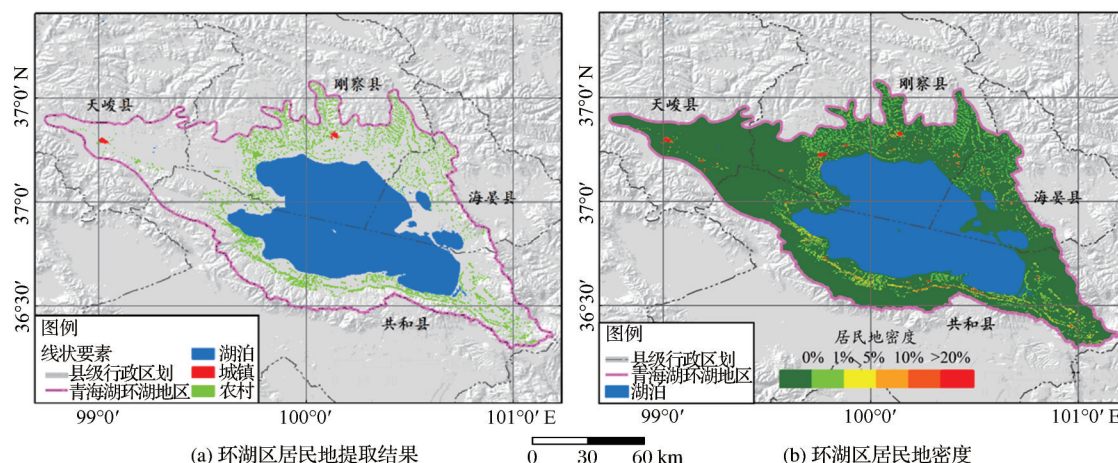 天峻县
刚察县
海晏县
共和县
37°0′ N
37°0′
36°30′
99°0′
100°0′
101°0′ E
图例
线状要素
县级行政区划
青海湖环湖地区
湖泊
城镇
农村
(a) 环湖区居民地提取结果
0 30 60 km
天峻县
刚察县
海晏县
共和县
37°0′ N
37°0′
36°30′
99°0′
100°0′
101°0′ E
图例
县级行政区划
青海湖环湖地区
湖泊
居民地密度
0% 1% 5% 10% >20%
(b) 环湖区居民地密度